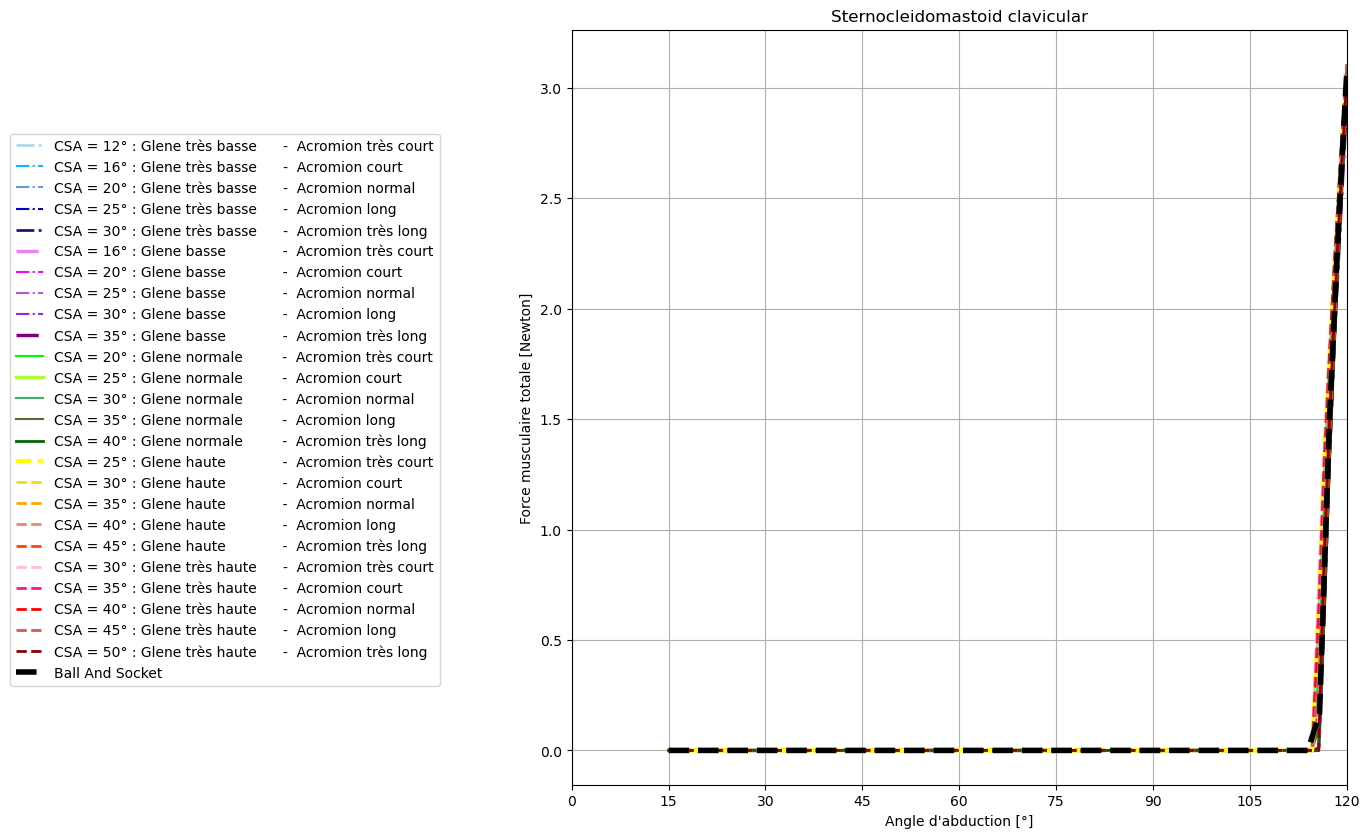 Sternocleidomastoid clavicular
CSA = 12° : Glene très basse - Acromion très court
CSA = 16° : Glene très basse - Acromion court
CSA = 20° : Glene très basse - Acromion normal
CSA = 25° : Glene très basse - Acromion long
CSA = 30° : Glene très basse - Acromion très long
CSA = 16° : Glene basse - Acromion très court
CSA = 20° : Glene basse - Acromion court
CSA = 25° : Glene basse - Acromion normal
CSA = 30° : Glene basse - Acromion long
CSA = 35° : Glene basse - Acromion très long
CSA = 20° : Glene normale - Acromion très court
CSA = 25° : Glene normale - Acromion court
CSA = 30° : Glene normale - Acromion normal
CSA = 35° : Glene normale - Acromion long
CSA = 40° : Glene normale - Acromion très long
CSA = 25° : Glene haute - Acromion très court
CSA = 30° : Glene haute - Acromion court
CSA = 35° : Glene haute - Acromion normal
CSA = 40° : Glene haute - Acromion long
CSA = 45° : Glene haute - Acromion très long
CSA = 30° : Glene très haute - Acromion très court
CSA = 35° : Glene très haute - Acromion court
CSA = 40° : Glene très haute - Acromion normal
CSA = 45° : Glene très haute - Acromion long
CSA = 50° : Glene très haute - Acromion très long
Ball And Socket
Force musculaire totale [Newton]
3.0
2.5
2.0
1.5
1.0
0.5
0.0
0 15 30 45 60 75 90 105 120
Angle d'abduction [°]